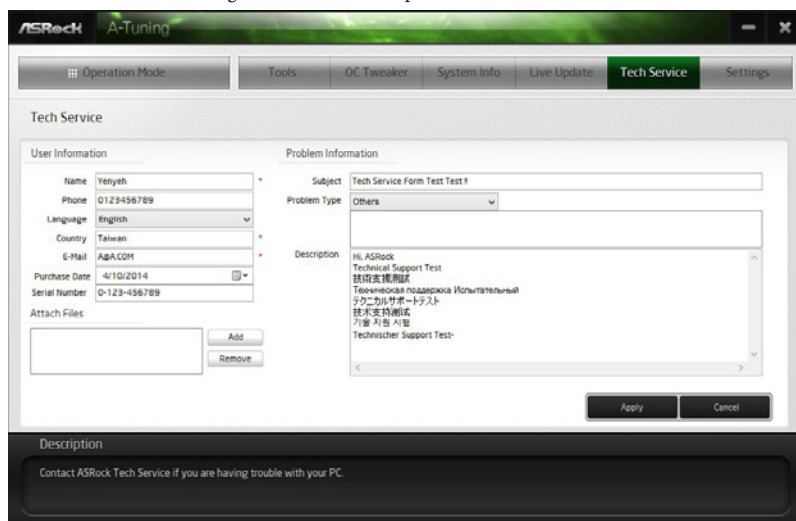 ASRock A-Tuning
Operation Mode Tools OC Tweaker System Info Live Update Tech Service Settings
Tech Service
User Information
Name Yenyeh *
Phone 0123456789
Language English
Country Taiwan *
E-Mail A@A.COM *
Purchase Date 4/10/2014
Serial Number 0-123-456789
Attach Files
Add
Remove
Problem Information
Subject Tech Service Form Test Test !!
Problem Type Others
Description Hi, ASRock
Technical Support Test
技術支援測試
Техническая поддержка Испытательный
テクニカルサポートテスト
技术支持测试
기술 지원 시험
Technischer Support Test-
Apply Cancel
Description
Contact ASRock Tech Service if you are having trouble with your PC.